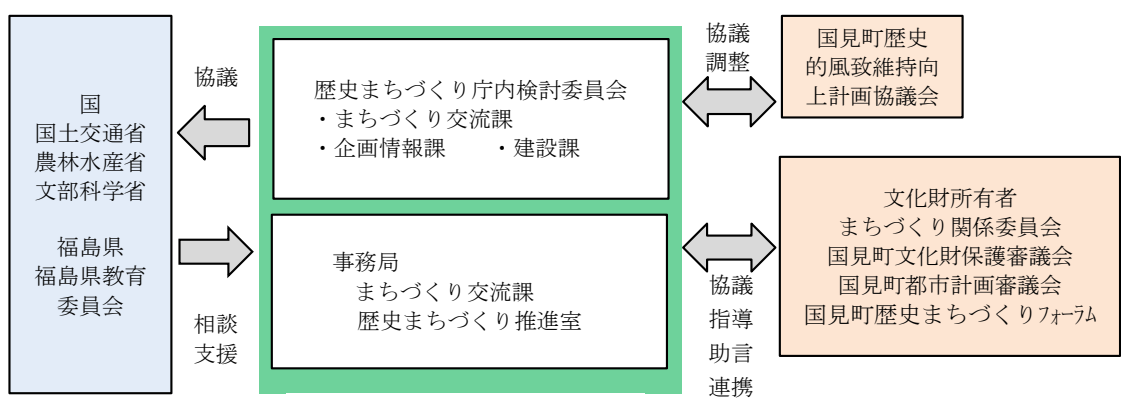 国
国土交通省
農林水産省
文部科学省
福島県
福島県教育
委員会
協議
相談
支援
歴史まちづくり庁内検討委員会
・まちづくり交流課
・企画情報課　　・建設課
事務局
まちづくり交流課
歴史まちづくり推進室
協議
調整
国見町歴史
的風致維持向
上計画協議会
協議
指導
助言
連携
文化財所有者
まちづくり関係委員会
国見町文化財保護審議会
国見町都市計画審議会
国見町歴史まちづくりフォーラム